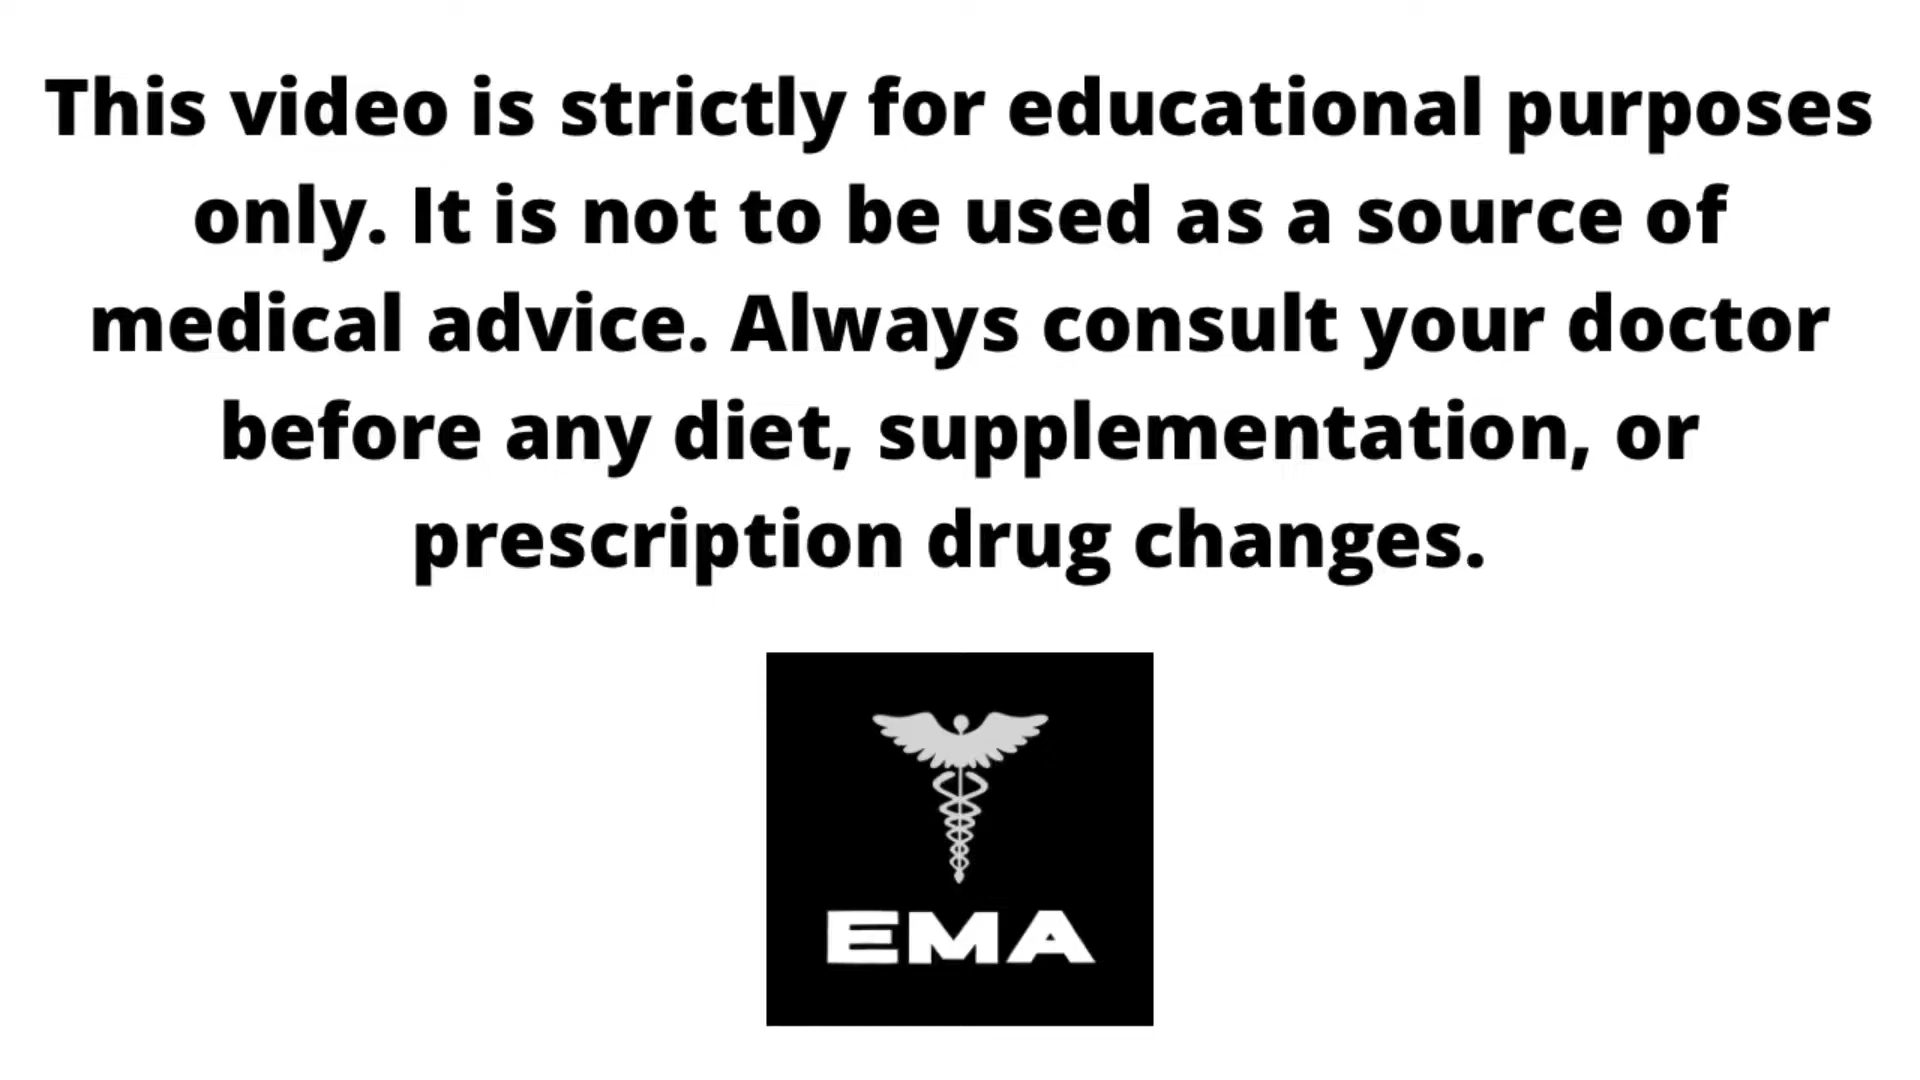 This video is strictly for educational purposes
only. It is not to be used as a source of
medical advice. Always consult your doctor
before any diet, supplementation, or
prescription drug changes.
EMA